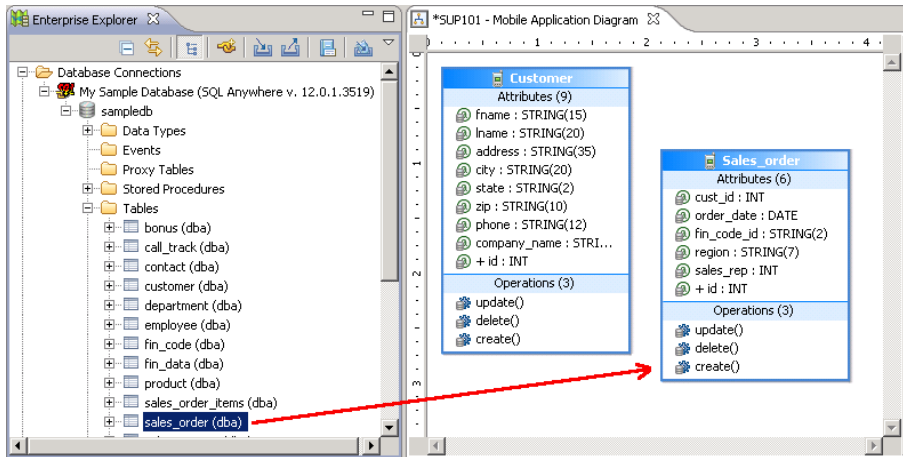 Enterprise Explorer
Database Connections
My Sample Database (SQL Anywhere v. 12.0.1.3519)
sampledb
Data Types
Events
Proxy Tables
Stored Procedures
Tables
bonus (dba)
call_track (dba)
contact (dba)
customer (dba)
department (dba)
employee (dba)
fin_code (dba)
fin_data (dba)
product (dba)
sales_order_items (dba)
sales_order (dba)
*SUP101 - Mobile Application Diagram
1 2 3 4
1
2
3
Customer
Attributes (9)
fname : STRING(15)
lname : STRING(20)
address : STRING(35)
city : STRING(20)
state : STRING(2)
zip : STRING(10)
phone : STRING(12)
company_name : STRI...
+ id : INT
Operations (3)
update()
delete()
create()
Sales_order
Attributes (6)
cust_id : INT
order_date : DATE
fin_code_id : STRING(2)
region : STRING(7)
sales_rep : INT
+ id : INT
Operations (3)
update()
delete()
create()